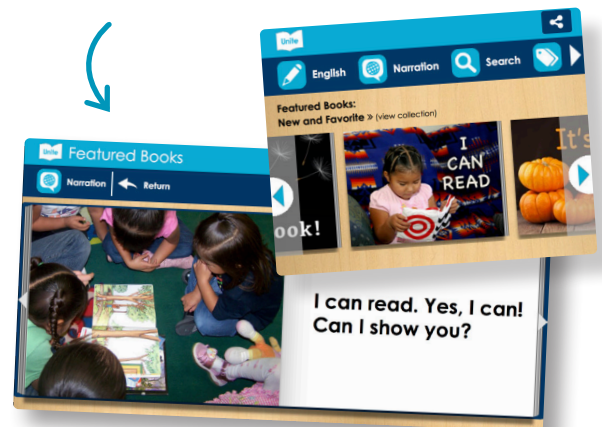 Unite
English
Narration
Search
Featured Books:
New and Favorite » (view collection)
ook!
I
CAN
READ
It's
Unite
Featured Books
Narration
Return
I can read. Yes, I can!
Can I show you?